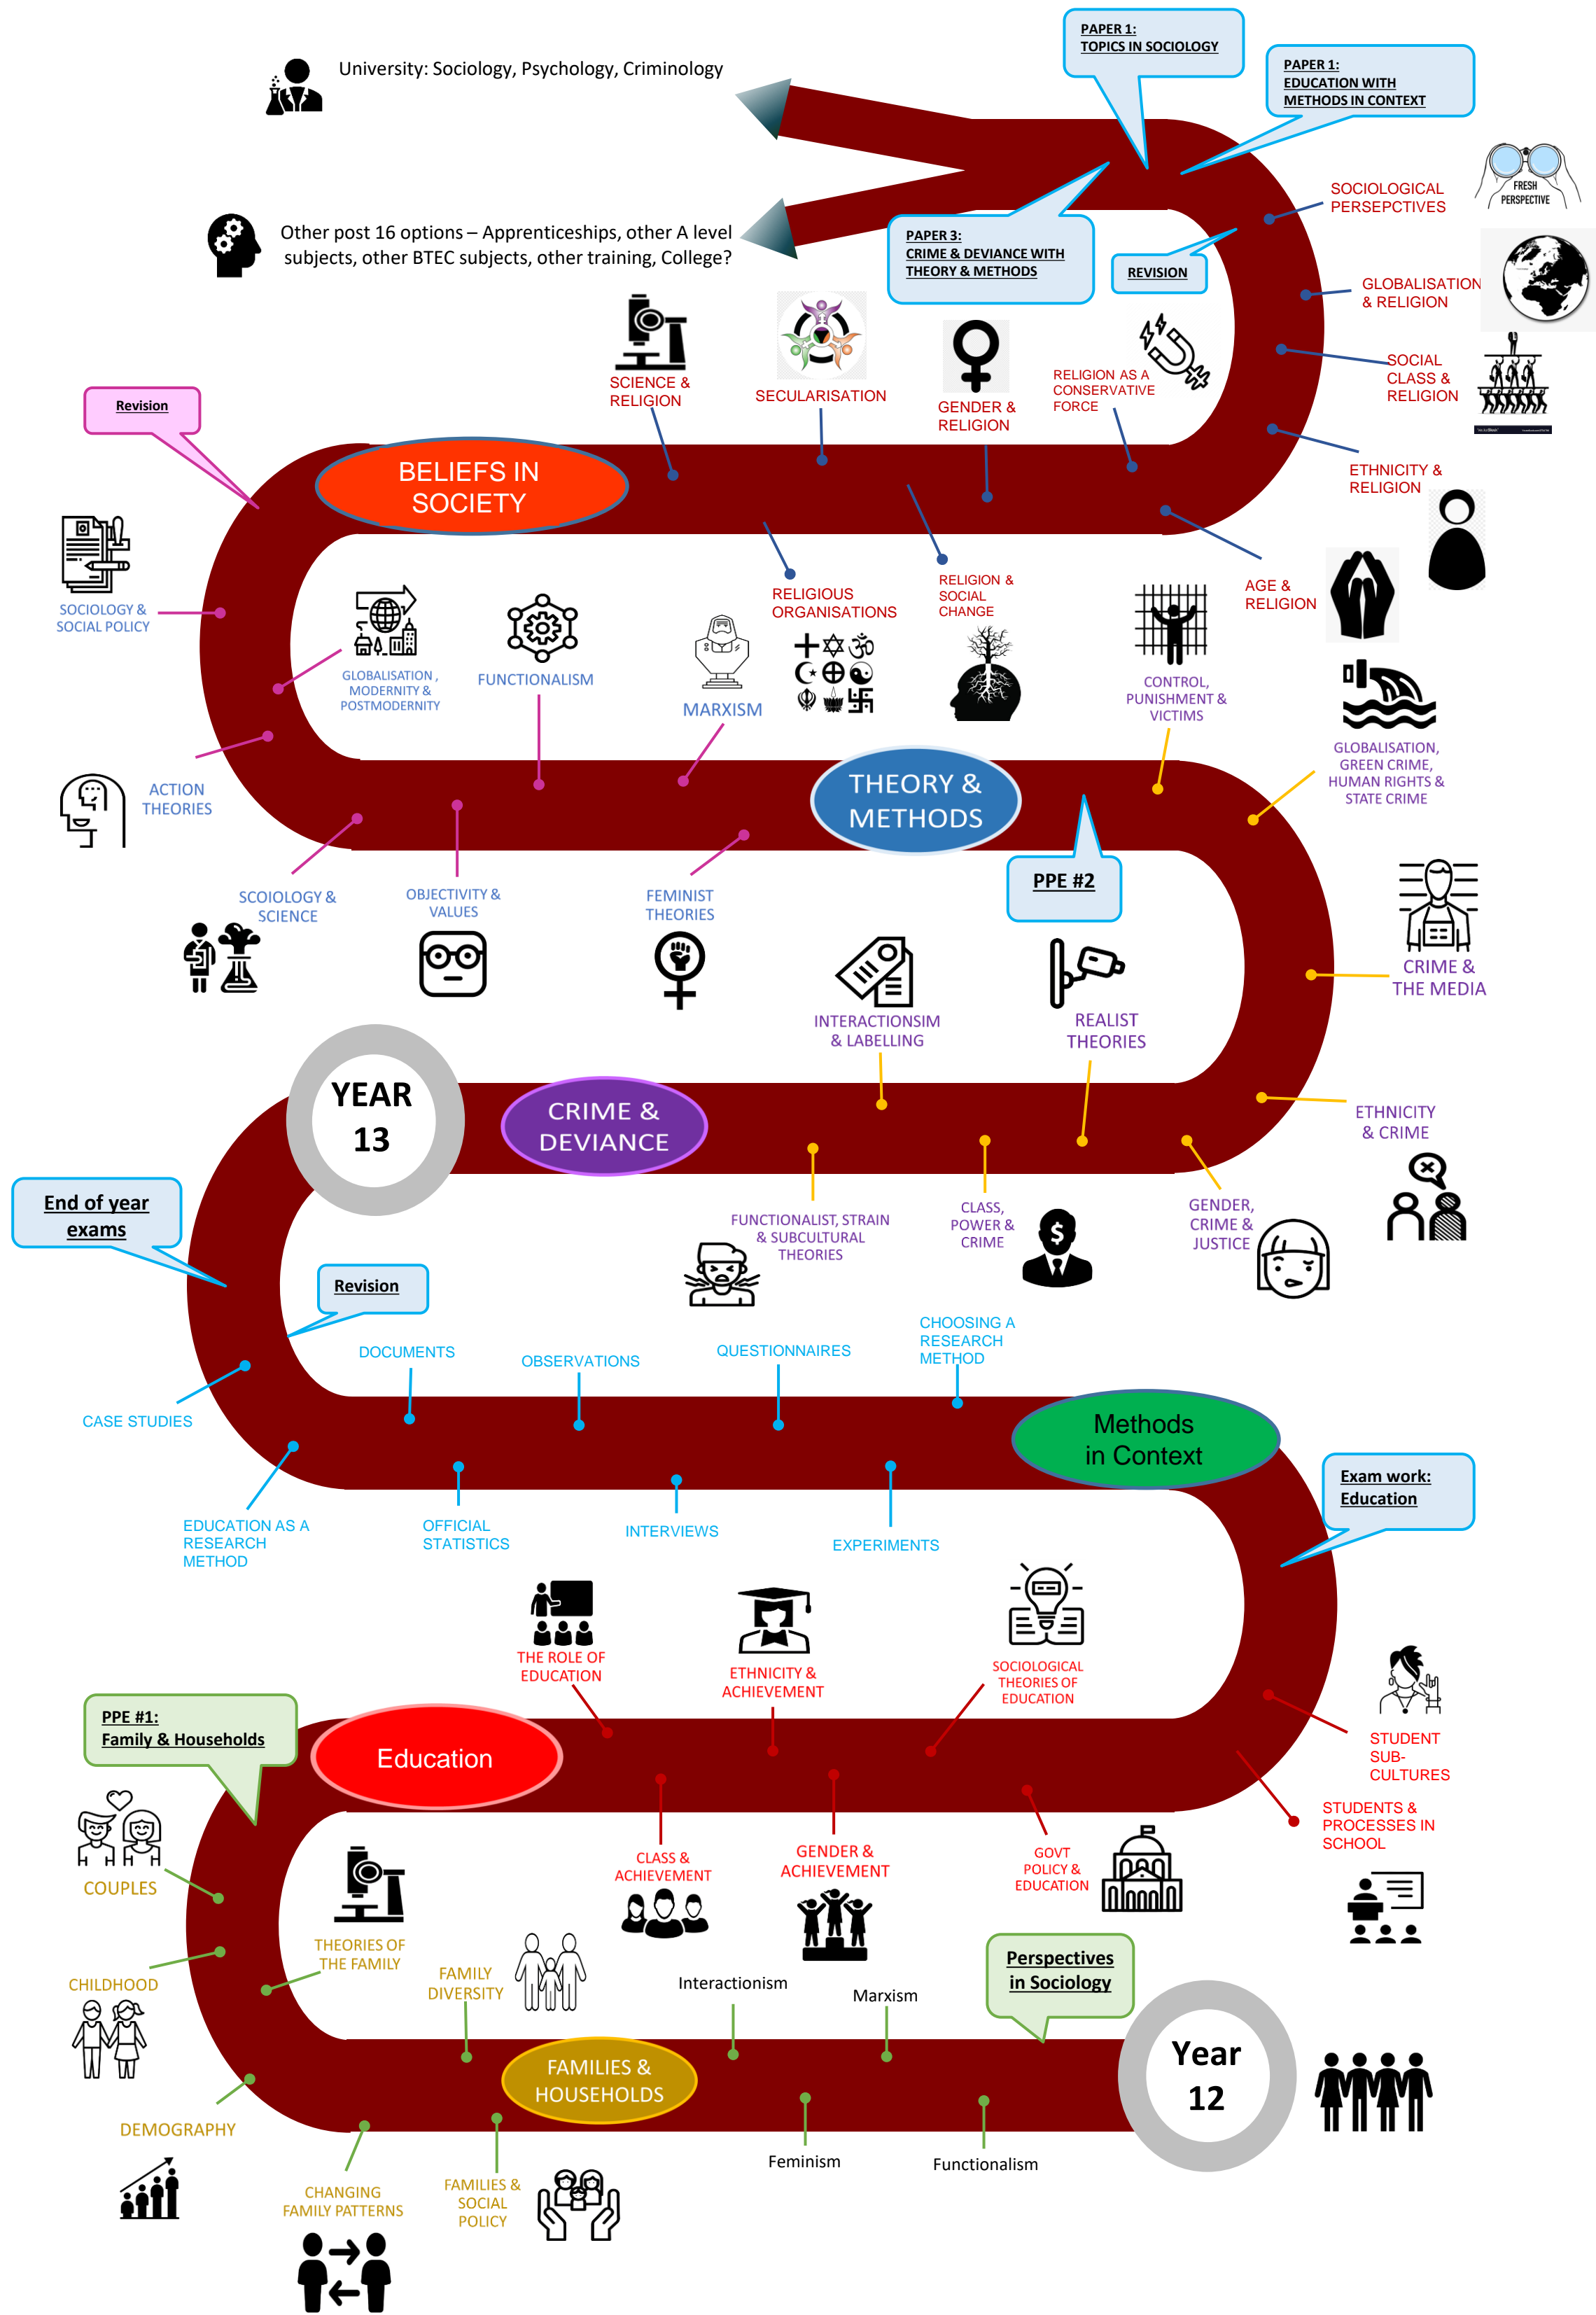 PAPER 1:
TOPICS IN SOCIOLOGY
PAPER 1:
EDUCATION WITH
METHODS IN CONTEXT
University: Sociology, Psychology, Criminology
SOCIOLOGICAL
PERSEPCTIVES
FRESH
PERSPECTIVE
Other post 16 options – Apprenticeships, other A level
subjects, other BTEC subjects, other training, College?
PAPER 3:
CRIME & DEVIANCE WITH
THEORY & METHODS
REVISION
GLOBALISATION
& RELIGION
SOCIAL
CLASS &
RELIGION
SCIENCE &
RELIGION
SECULARISATION
GENDER &
RELIGION
RELIGION AS A
CONSERVATIVE
FORCE
Revision
BELIEFS IN
SOCIETY
ETHNICITY &
RELIGION
AGE &
RELIGION
RELIGIOUS
ORGANISATIONS
RELIGION &
SOCIAL
CHANGE
SOCIOLOGY &
SOCIAL POLICY
GLOBALISATION ,
MODERNITY &
POSTMODERNITY
FUNCTIONALISM
MARXISM
CONTROL,
PUNISHMENT &
VICTIMS
GLOBALISATION,
GREEN CRIME,
HUMAN RIGHTS &
STATE CRIME
ACTION
THEORIES
THEORY &
METHODS
SCOIOLOGY &
SCIENCE
OBJECTIVITY &
VALUES
FEMINIST
THEORIES
PPE #2
CRIME &
THE MEDIA
INTERACTIONSIM
& LABELLING
REALIST
THEORIES
YEAR
13
CRIME &
DEVIANCE
ETHNICITY
& CRIME
End of year
exams
FUNCTIONALIST, STRAIN
& SUBCULTURAL
THEORIES
CLASS,
POWER &
CRIME
$
GENDER,
CRIME &
JUSTICE
Revision
DOCUMENTS
OBSERVATIONS
QUESTIONNAIRES
CHOOSING A
RESEARCH
METHOD
CASE STUDIES
Methods
in Context
Exam work:
Education
EDUCATION AS A
RESEARCH
METHOD
OFFICIAL
STATISTICS
INTERVIEWS
EXPERIMENTS
THE ROLE OF
EDUCATION
ETHNICITY &
ACHIEVEMENT
SOCIOLOGICAL
THEORIES OF
EDUCATION
PPE #1:
Family & Households
Education
STUDENT
SUB-
CULTURES
STUDENTS &
PROCESSES IN
SCHOOL
COUPLES
CLASS &
ACHIEVEMENT
GENDER &
ACHIEVEMENT
GOVT
POLICY &
EDUCATION
THEORIES OF
THE FAMILY
CHILDHOOD
FAMILY
DIVERSITY
Interactionism
Marxism
Perspectives
in Sociology
FAMILIES &
HOUSEHOLDS
Year
12
DEMOGRAPHY
CHANGING
FAMILY PATTERNS
FAMILIES &
SOCIAL
POLICY
Feminism
Functionalism